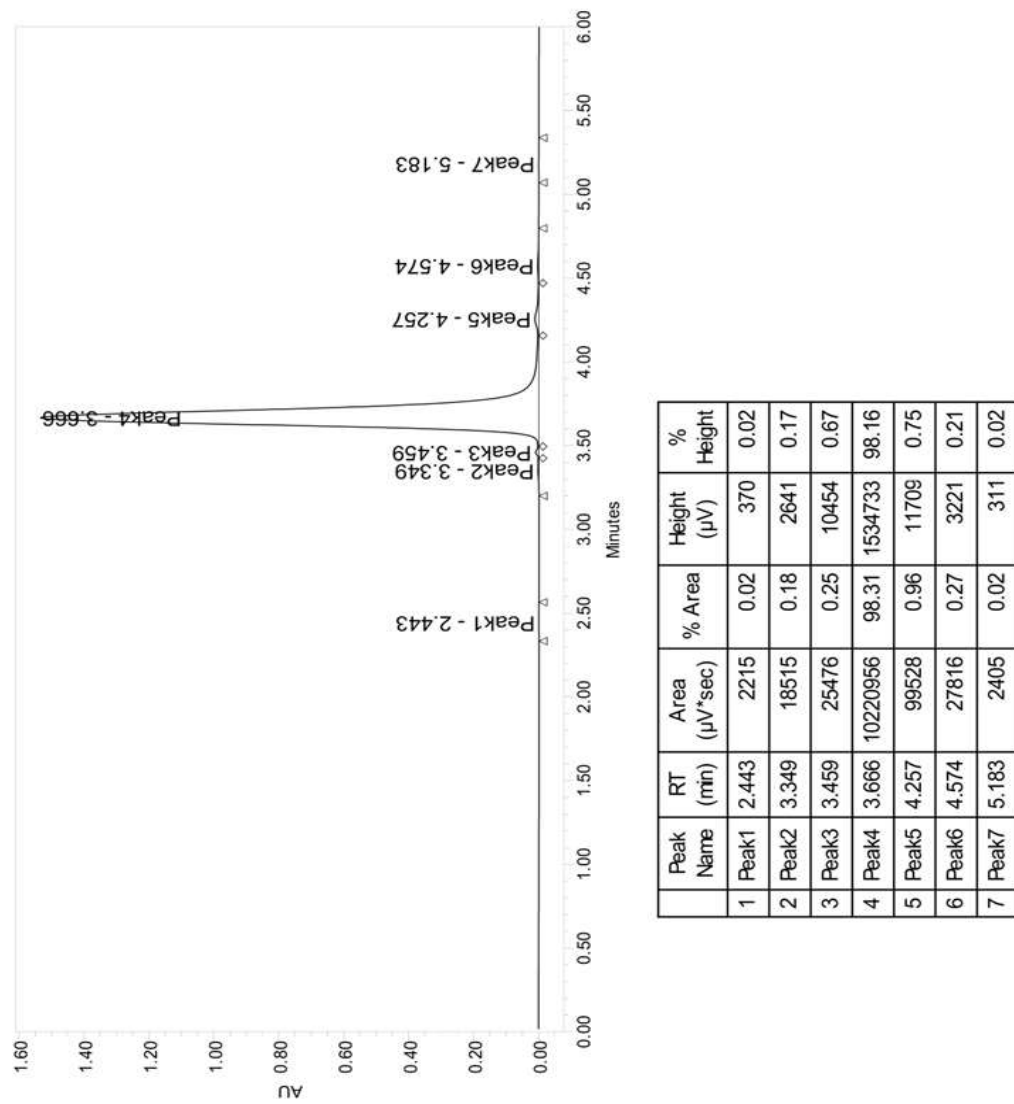 AU
1.60
1.40
1.20
1.00
0.80
0.60
0.40
0.20
0.00
Peak1 - 2.443
Peak2 - 3.349
Peak3 - 3.459
Peak4 - 3.666
Peak5 - 4.257
Peak6 - 4.574
Peak7 - 5.183
0.00 0.50 1.00 1.50 2.00 2.50 3.00 3.50 4.00 4.50 5.00 5.50 6.00
Minutes
Peak Name RT (min) Area (µV*sec) % Area Height (µV) % Height
1 Peak1 2.443 2215 0.02 370 0.02
2 Peak2 3.349 18515 0.18 2641 0.17
3 Peak3 3.459 25476 0.25 10454 0.67
4 Peak4 3.666 10220956 98.31 1534733 98.16
5 Peak5 4.257 99528 0.96 11709 0.75
6 Peak6 4.574 27816 0.27 3221 0.21
7 Peak7 5.183 2405 0.02 311 0.02